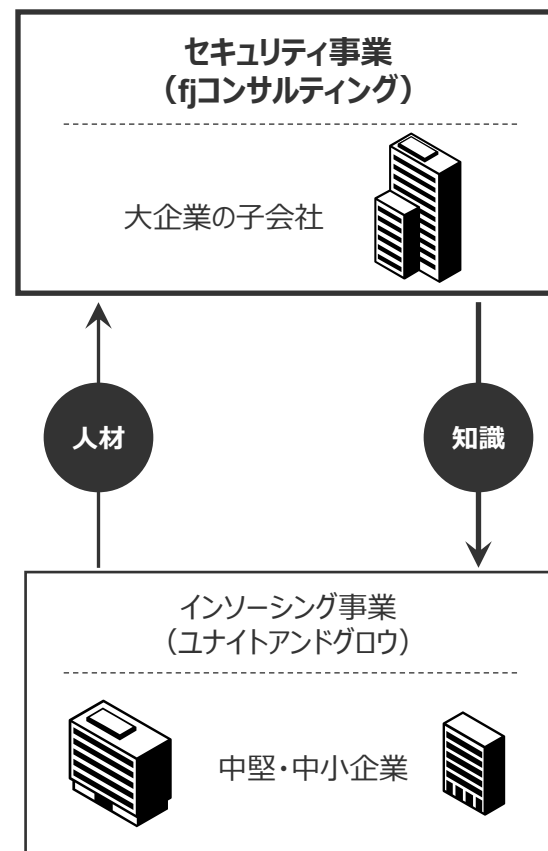 セキュリティ事業
（fjコンサルティング）
大企業の子会社
人材
知識
インソーシング事業
（ユナイトアンドグロウ）
中堅・中小企業